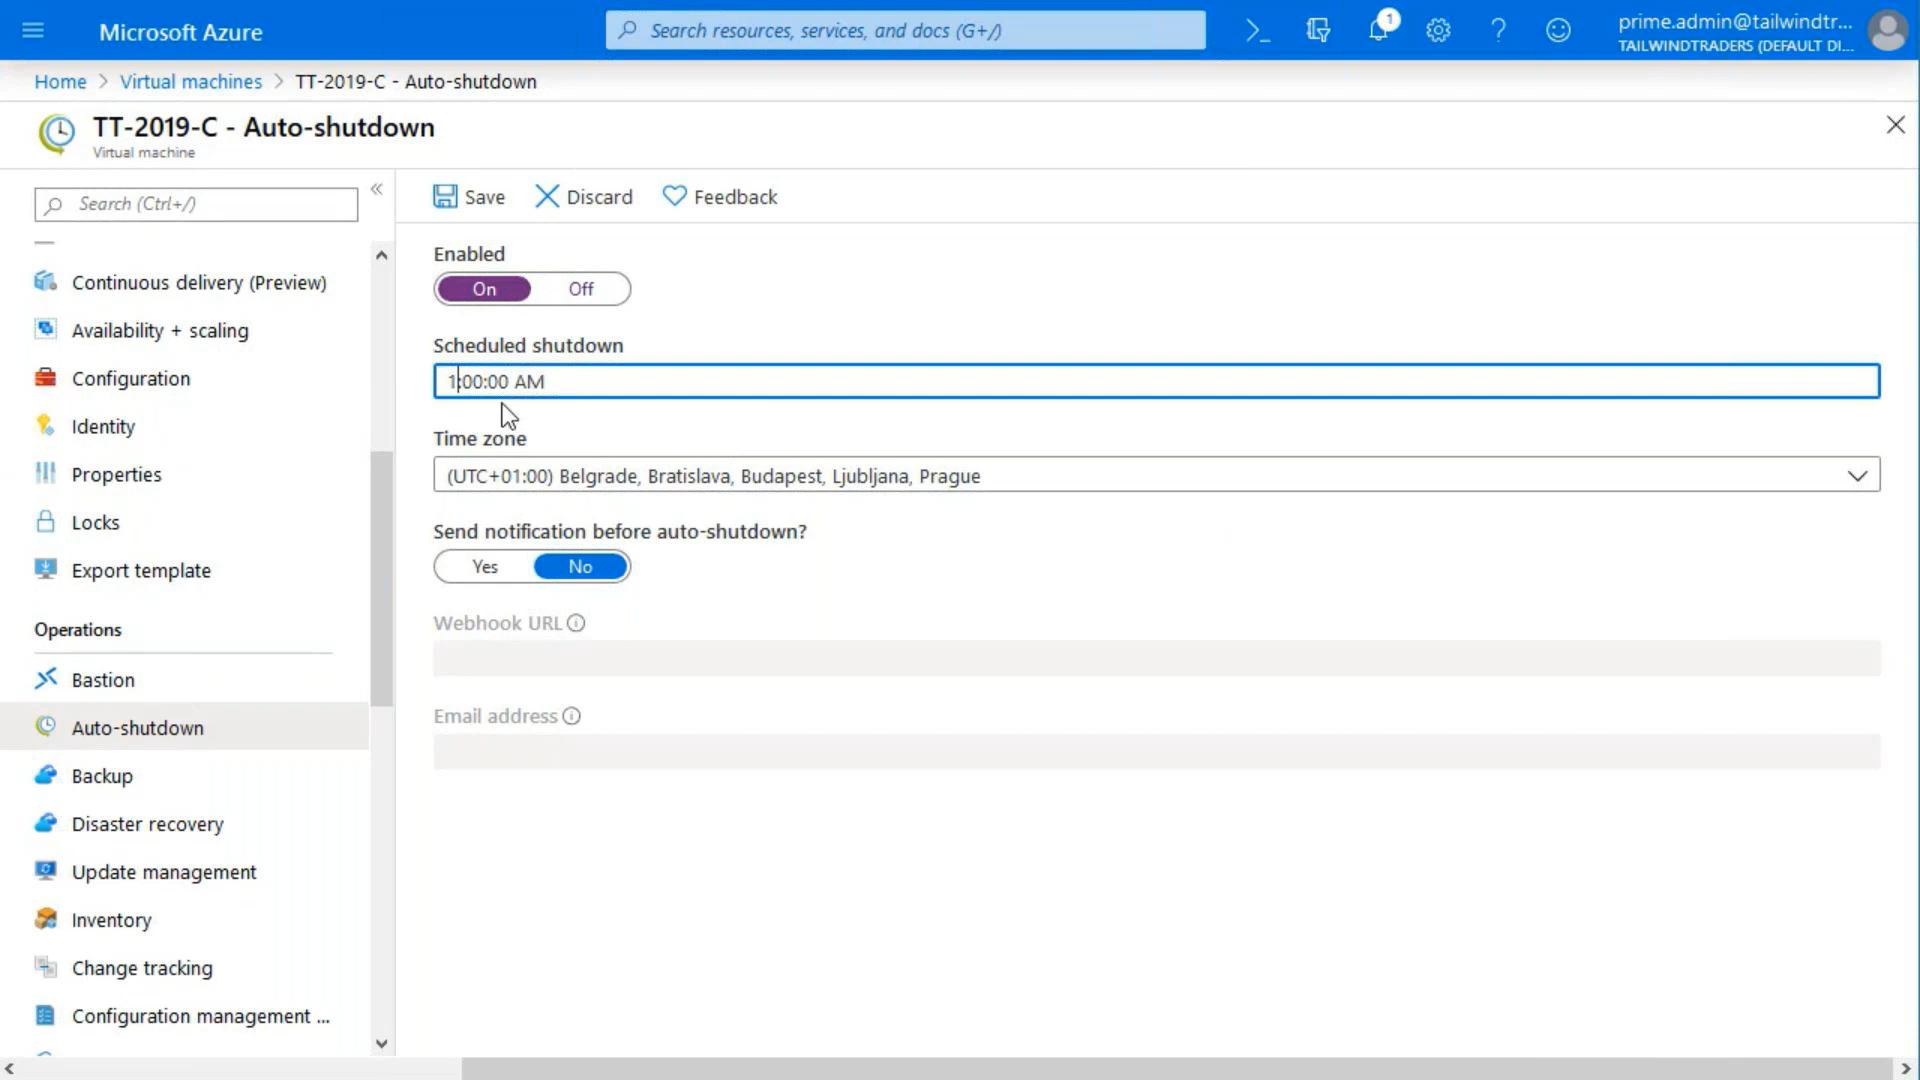 Microsoft Azure
Search resources, services, and docs (G+/)
1
prime.admin@tailwindtr...
TAILWINDTRADERS (DEFAULT DI...
Home > Virtual machines > TT-2019-C - Auto-shutdown
TT-2019-C - Auto-shutdown
Virtual machine
Search (Ctrl+/)
Save
Discard
Feedback
Continuous delivery (Preview)
Availability + scaling
Configuration
Identity
Properties
Locks
Export template
Operations
Bastion
Auto-shutdown
Backup
Disaster recovery
Update management
Inventory
Change tracking
Configuration management ...
Enabled
On Off
Scheduled shutdown
1:00:00 AM
Time zone
(UTC+01:00) Belgrade, Bratislava, Budapest, Ljubljana, Prague
Send notification before auto-shutdown?
Yes No
Webhook URL
Email address